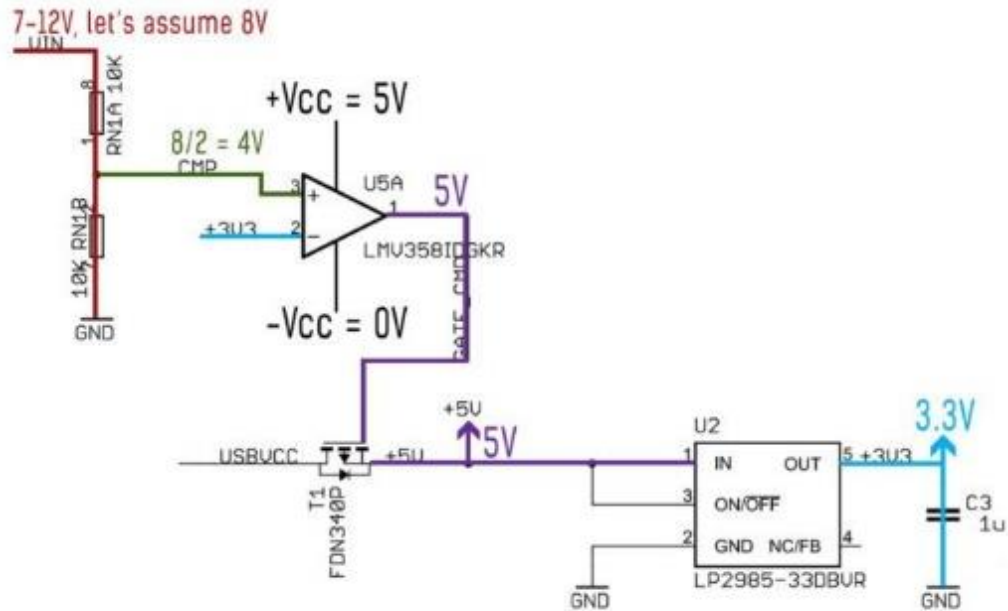 7-12V, let's assume 8V
VIN
8
RN1A 10K
1
+Vcc = 5V
8/2 = 4V
CMP
3
+
U5A
1
5V
+3V3
2
−
LMV358IDGKR
10K RN1B
GATE_CMD
GND
-Vcc = 0V
+5V
5V
USBVCC
+5V
T1
FDN340P
U2
1
IN
OUT
5
+3V3
3.3V
3
ON/OFF
2
GND
NC/FB
4
LP2985-33DBVR
C3
1u
GND
GND